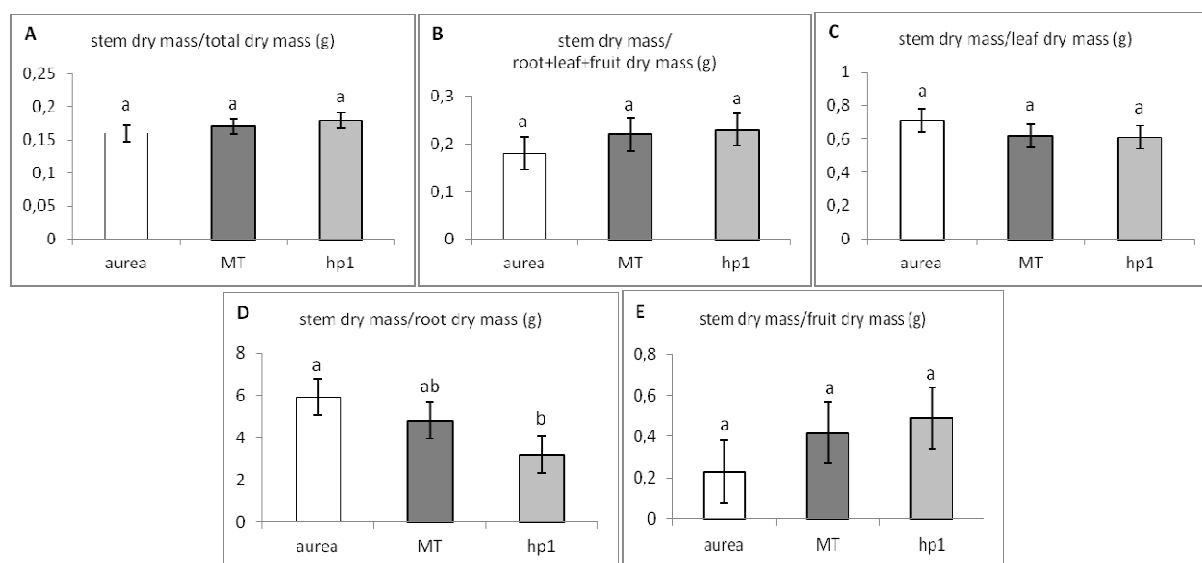 A
stem dry mass/total dry mass (g)
0,25
0,2
0,15
0,1
0,05
0
a
a
a
aurea MT hp1
B
stem dry mass/
root+leaf+fruit dry mass (g)
0,3
0,2
0,1
0
a
a
a
aurea MT hp1
C
stem dry mass/leaf dry mass (g)
1
0,8
0,6
0,4
0,2
0
a
a
a
aurea MT hp1
D
stem dry mass/root dry mass (g)
8
6
4
2
0
a
ab
b
aurea MT hp1
E
stem dry mass/fruit dry mass (g)
0,8
0,6
0,4
0,2
0
a
a
a
aurea MT hp1